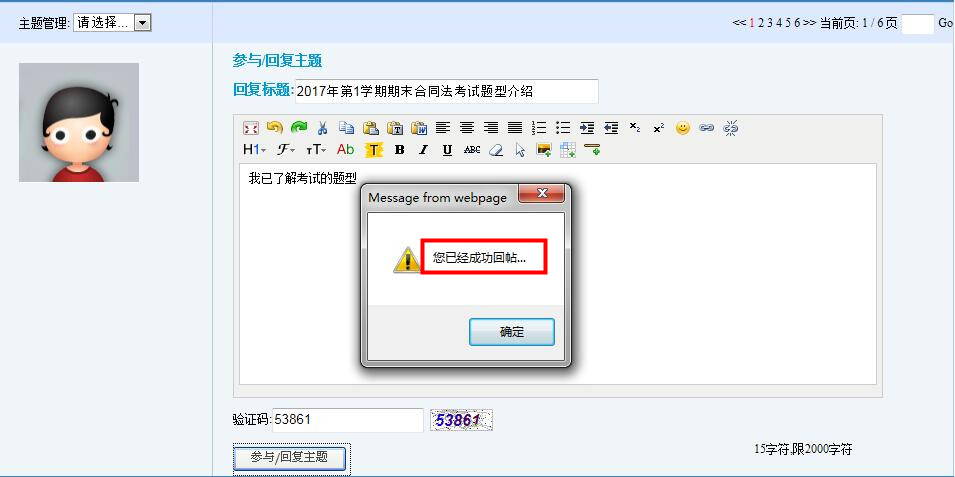 主题管理: 请选择... << 1 2 3 4 5 6 >> 当前页: 1 / 6 页 Go
参与/回复主题
回复标题: 2017年第1学期期末合同法考试题型介绍
H1 F тT Ab T B I U ABC
我已了解考试的题型
Message from webpage
您已经成功回帖...
确定
验证码: 53861 53861
15字符,限2000字符
参与/回复主题